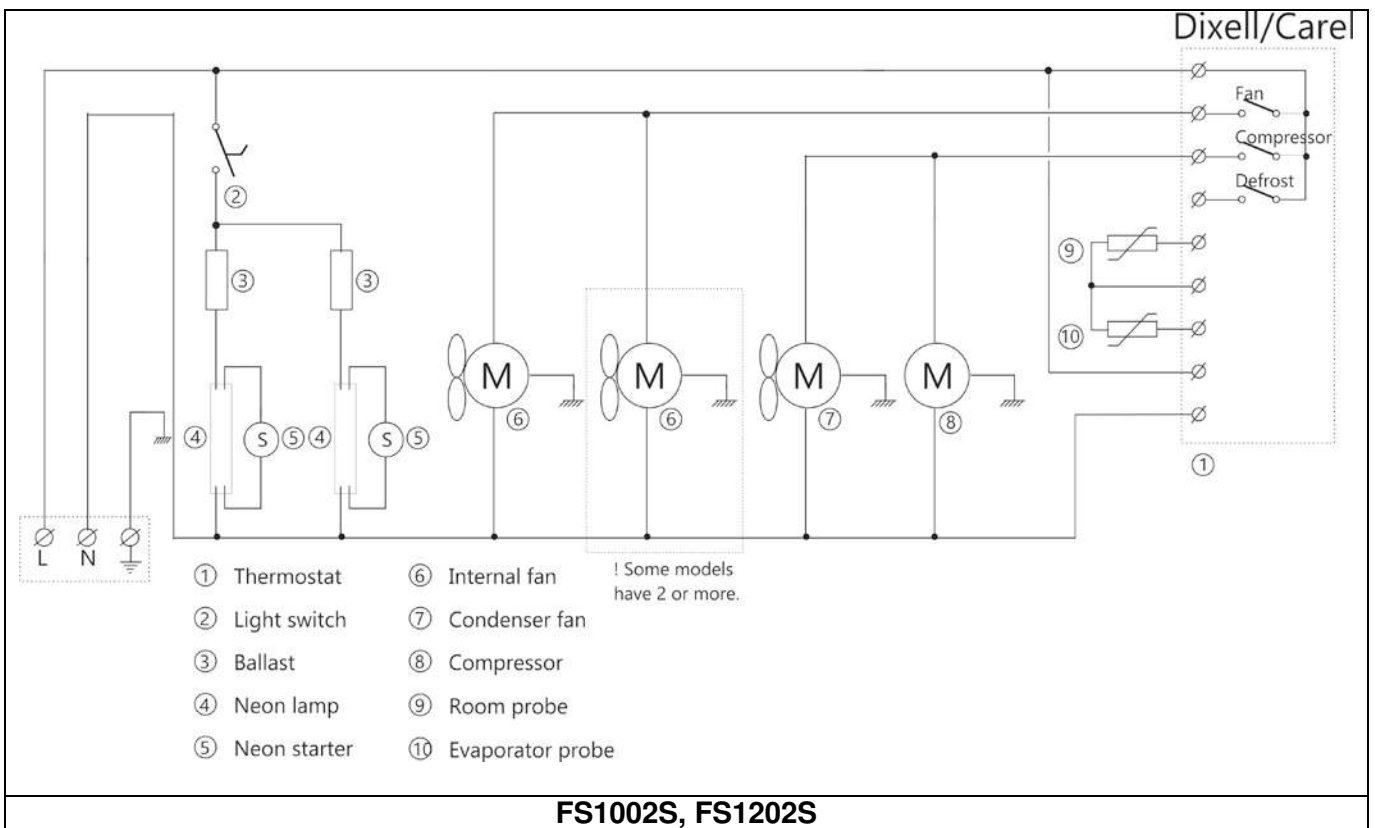 Dixell/Carel
Fan
Compressor
Defrost
②
③ ③
⑨
⑩
M M M M
④ S ⑤ ④ S ⑤ ⑥ ⑥ ⑦ ⑧
①
L N
① Thermostat
② Light switch
③ Ballast
④ Neon lamp
⑤ Neon starter
⑥ Internal fan
⑦ Condenser fan
⑧ Compressor
⑨ Room probe
⑩ Evaporator probe
! Some models
have 2 or more.
FS1002S, FS1202S